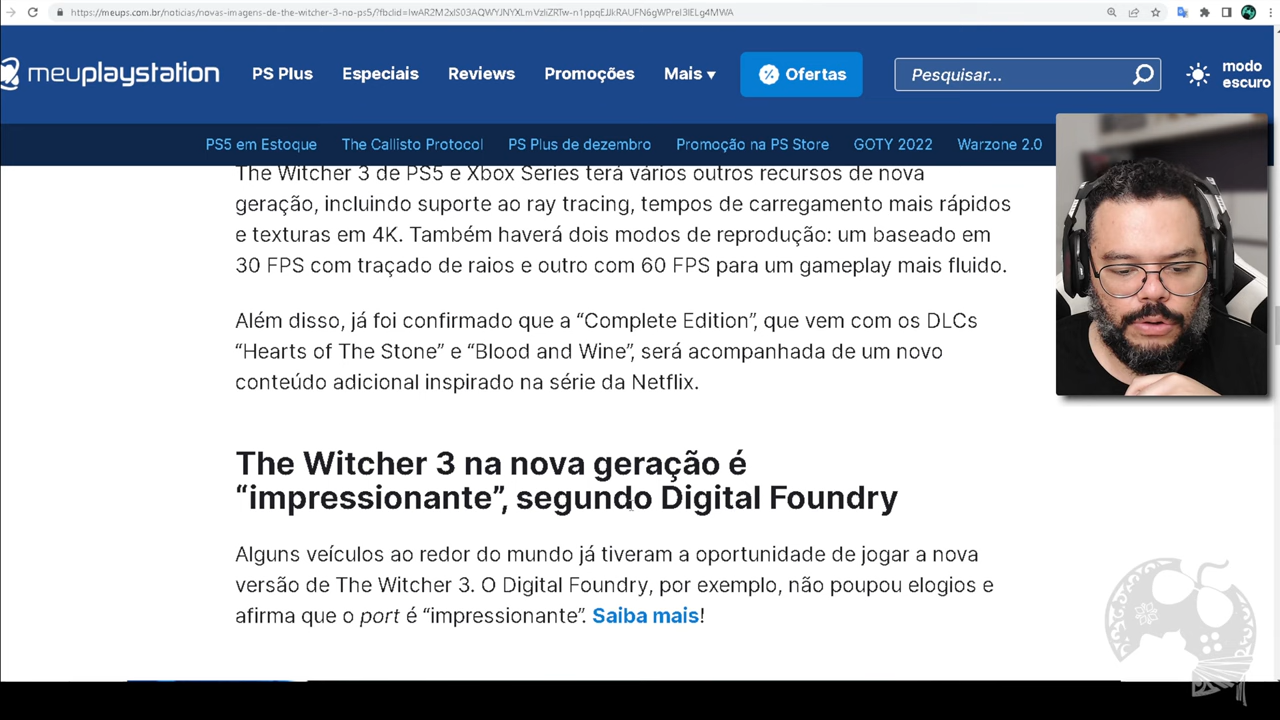 https://meups.com.br/noticias/novas-imagens-de-the-witcher-3-no-ps5/?fbclid=IwAR2M2xIS03AQWYJNYXLmVzliZRTw-n1ppqEJJkRAUFN6gWPreI3IELg4MWA
meuplaystation PS Plus Especiais Reviews Promoções Mais ▾ Ofertas Pesquisar... modo escuro
PS5 em Estoque The Callisto Protocol PS Plus de dezembro Promoção na PS Store GOTY 2022 Warzone 2.0
The Witcher 3 de PS5 e Xbox Series terá vários outros recursos de nova
geração, incluindo suporte ao ray tracing, tempos de carregamento mais rápidos
e texturas em 4K. Também haverá dois modos de reprodução: um baseado em
30 FPS com traçado de raios e outro com 60 FPS para um gameplay mais fluido.
Além disso, já foi confirmado que a “Complete Edition”, que vem com os DLCs
“Hearts of The Stone” e “Blood and Wine”, será acompanhada de um novo
conteúdo adicional inspirado na série da Netflix.
The Witcher 3 na nova geração é
“impressionante”, segundo Digital Foundry
Alguns veículos ao redor do mundo já tiveram a oportunidade de jogar a nova
versão de The Witcher 3. O Digital Foundry, por exemplo, não poupou elogios e
afirma que o port é “impressionante”. Saiba mais!